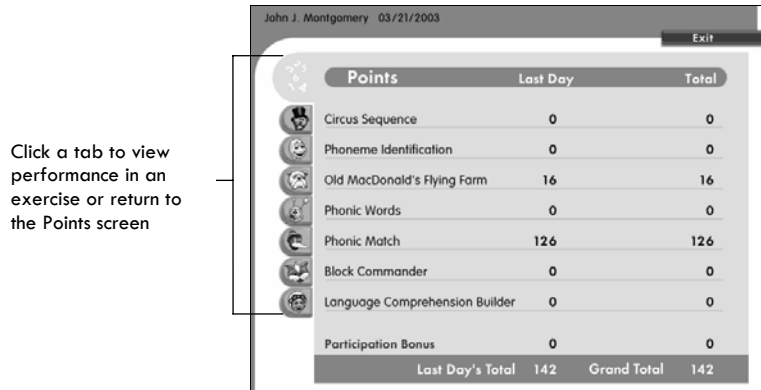 John J. Montgomery 03/21/2003
Exit
Points Last Day Total
Circus Sequence 0 0
Phoneme Identification 0 0
Old MacDonald's Flying Farm 16 16
Phonic Words 0 0
Phonic Match 126 126
Block Commander 0 0
Language Comprehension Builder 0 0
Participation Bonus 0 0
Last Day's Total 142 Grand Total 142
Click a tab to view
performance in an
exercise or return to
the Points screen